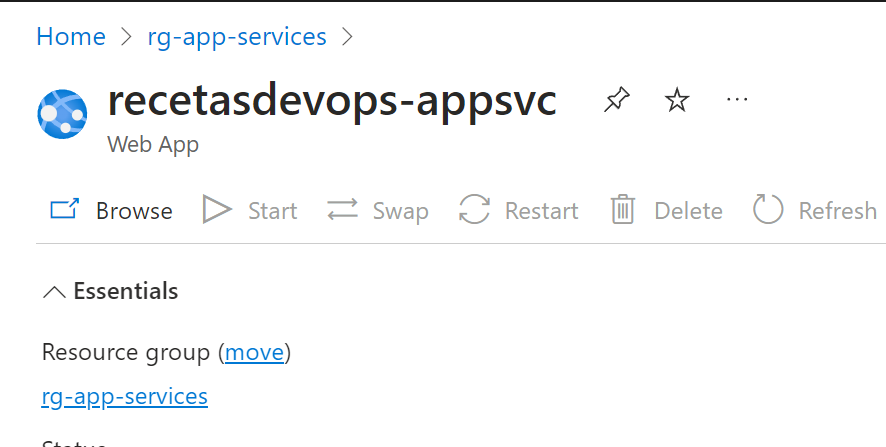 Home > rg-app-services >
recetasdevops-appsvc ...
Web App
Browse Start Swap Restart Delete Refresh
Essentials
Resource group (move)
rg-app-services
Status